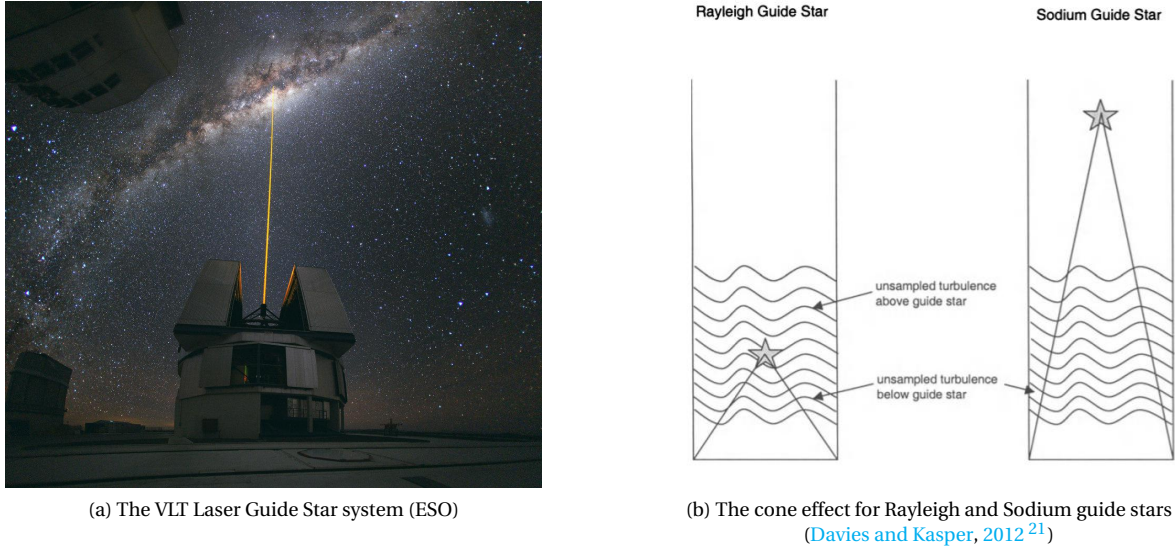 Rayleigh Guide Star
Sodium Guide Star
unsampled turbulence
above guide star
unsampled turbulence
below guide star
(a) The VLT Laser Guide Star system (ESO)
(b) The cone effect for Rayleigh and Sodium guide stars
(Davies and Kasper, 2012 21)